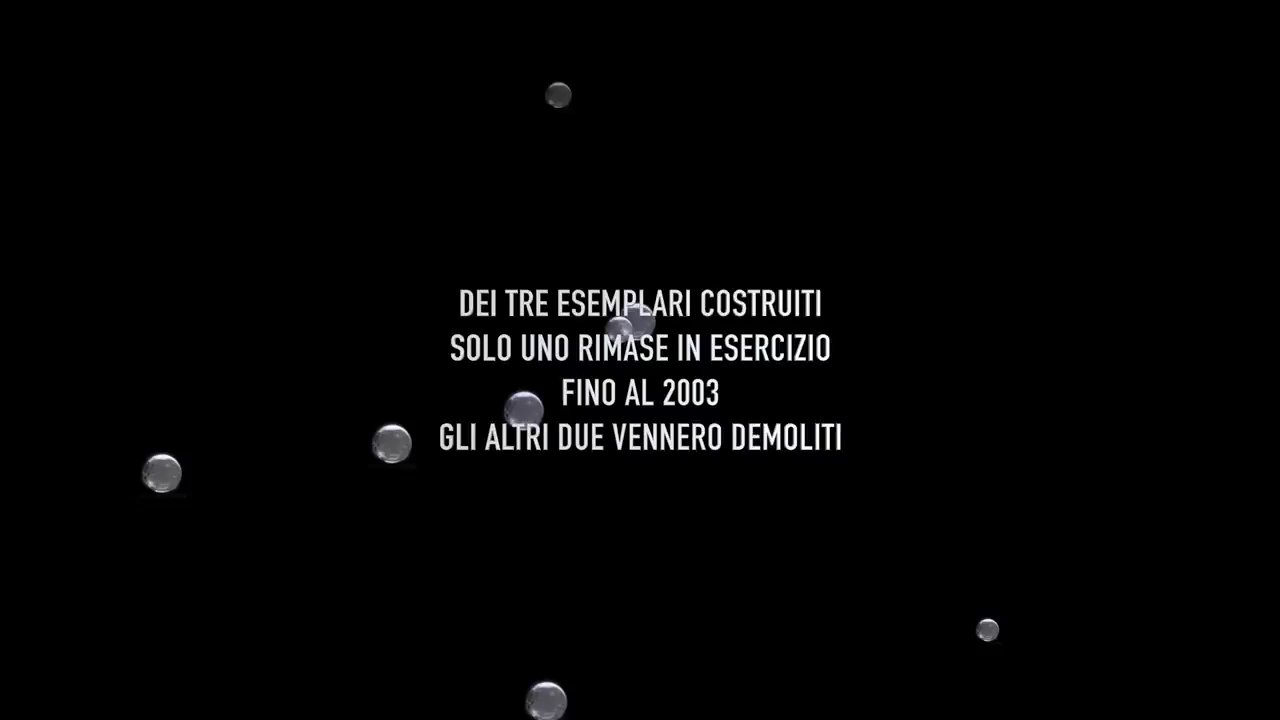 DEI TRE ESEMPLARI COSTRUITI
SOLO UNO RIMASE IN ESERCIZIO
FINO AL 2003
GLI ALTRI DUE VENNERO DEMOLITI